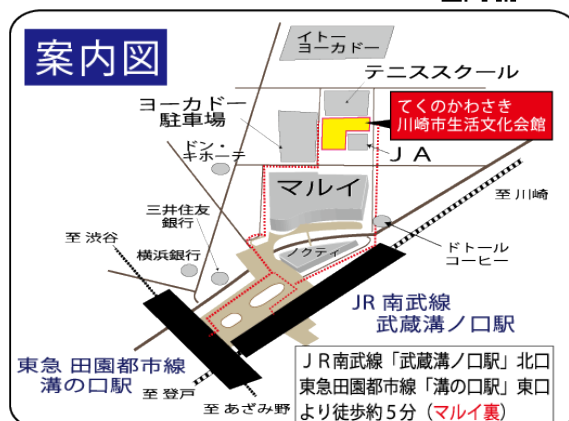 案内図
イトー
ヨーカドー
テニススクール
ヨーカドー
駐車場
てくのかわさき
川崎市生活文化会館
ドン・
キホーテ
ＪＡ
マルイ
至 川崎
三井住友
銀行
至 渋谷
横浜銀行
ノクティ
ドトール
コーヒー
JR 南武線
武蔵溝ノ口駅
東急 田園都市線
溝の口駅
至 登戸
至 あざみ野
ＪＲ南武線「武蔵溝ノ口駅」北口
東急田園都市線「溝の口駅」東口
より徒歩約５分（マルイ裏）